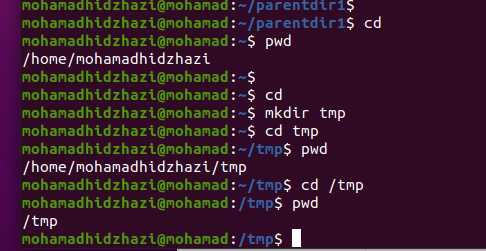 mohamadhidzhazi@mohamad:~/parentdir1$
mohamadhidzhazi@mohamad:~/parentdir1$ cd
mohamadhidzhazi@mohamad:~$ pwd
/home/mohamadhidzhazi
mohamadhidzhazi@mohamad:~$
mohamadhidzhazi@mohamad:~$ cd
mohamadhidzhazi@mohamad:~$ mkdir tmp
mohamadhidzhazi@mohamad:~$ cd tmp
mohamadhidzhazi@mohamad:~/tmp$ pwd
/home/mohamadhidzhazi/tmp
mohamadhidzhazi@mohamad:~/tmp$ cd /tmp
mohamadhidzhazi@mohamad:/tmp$ pwd
/tmp
mohamadhidzhazi@mohamad:/tmp$